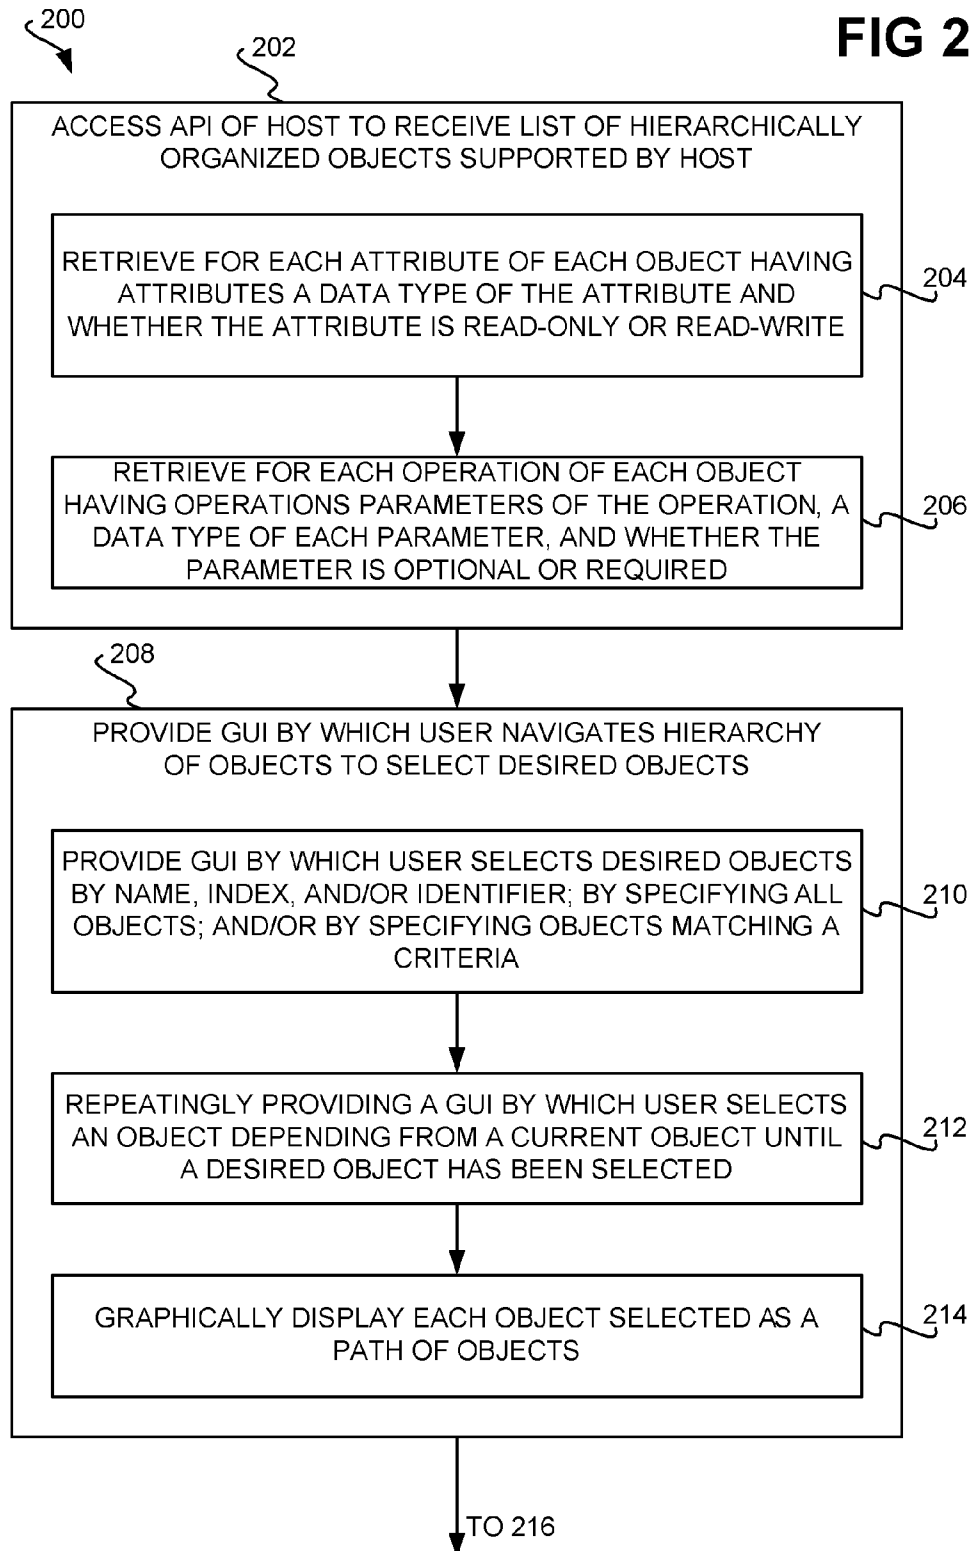 200
FIG 2
202
ACCESS API OF HOST TO RECEIVE LIST OF HIERARCHICALLY
ORGANIZED OBJECTS SUPPORTED BY HOST
RETRIEVE FOR EACH ATTRIBUTE OF EACH OBJECT HAVING
ATTRIBUTES A DATA TYPE OF THE ATTRIBUTE AND
WHETHER THE ATTRIBUTE IS READ-ONLY OR READ-WRITE
204
RETRIEVE FOR EACH OPERATION OF EACH OBJECT
HAVING OPERATIONS PARAMETERS OF THE OPERATION, A
DATA TYPE OF EACH PARAMETER, AND WHETHER THE
PARAMETER IS OPTIONAL OR REQUIRED
206
208
PROVIDE GUI BY WHICH USER NAVIGATES HIERARCHY
OF OBJECTS TO SELECT DESIRED OBJECTS
PROVIDE GUI BY WHICH USER SELECTS DESIRED OBJECTS
BY NAME, INDEX, AND/OR IDENTIFIER; BY SPECIFYING ALL
OBJECTS; AND/OR BY SPECIFYING OBJECTS MATCHING A
CRITERIA
210
REPEATINGLY PROVIDING A GUI BY WHICH USER SELECTS
AN OBJECT DEPENDING FROM A CURRENT OBJECT UNTIL
A DESIRED OBJECT HAS BEEN SELECTED
212
GRAPHICALLY DISPLAY EACH OBJECT SELECTED AS A
PATH OF OBJECTS
214
TO 216